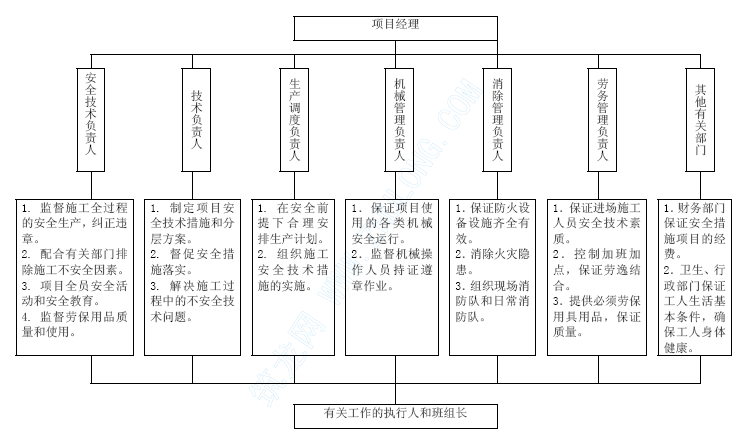 项目经理
安全技术负责人
技术负责人
生产调度负责人
机械管理负责人
消除管理负责人
劳务管理负责人
其他有关部门
1. 监督施工全过程
的安全生产，纠正违
章。
2. 配合有关部门排
除施工不安全因素。
3. 项目全员安全活
动和安全教育。
4. 监督劳保用品质
量和使用。
1. 制定项目安
全技术措施和分
层方案。
2. 督促安全措
施落实。
3. 解决施工过
程中的不安全技
术问题。
1. 在安全前
提下合理安
排生产计划。
2. 组织施工
安全技术措
施的实施。
1．保证项目使
用的各类机械
安全运行。
2．监督机械操
作人员持证遵
章作业。
1．保证防火设
备设施齐全有
效。
2．消除火灾隐
患。
3．组织现场消
防队和日常消
防队。
1．保证进场施工
人员安全技术素
质。
2．控制加班加
点，保证劳逸结
合。
3．提供必须劳保
用具用品，保证
质量。
1．财务部门
保证安全措
施项目的经
费。
2．卫生、行
政部门保证
工人生活基
本条件，确
保工人身体
健康。
有关工作的执行人和班组长
筑龙网 WWW.ZHULONG.COM